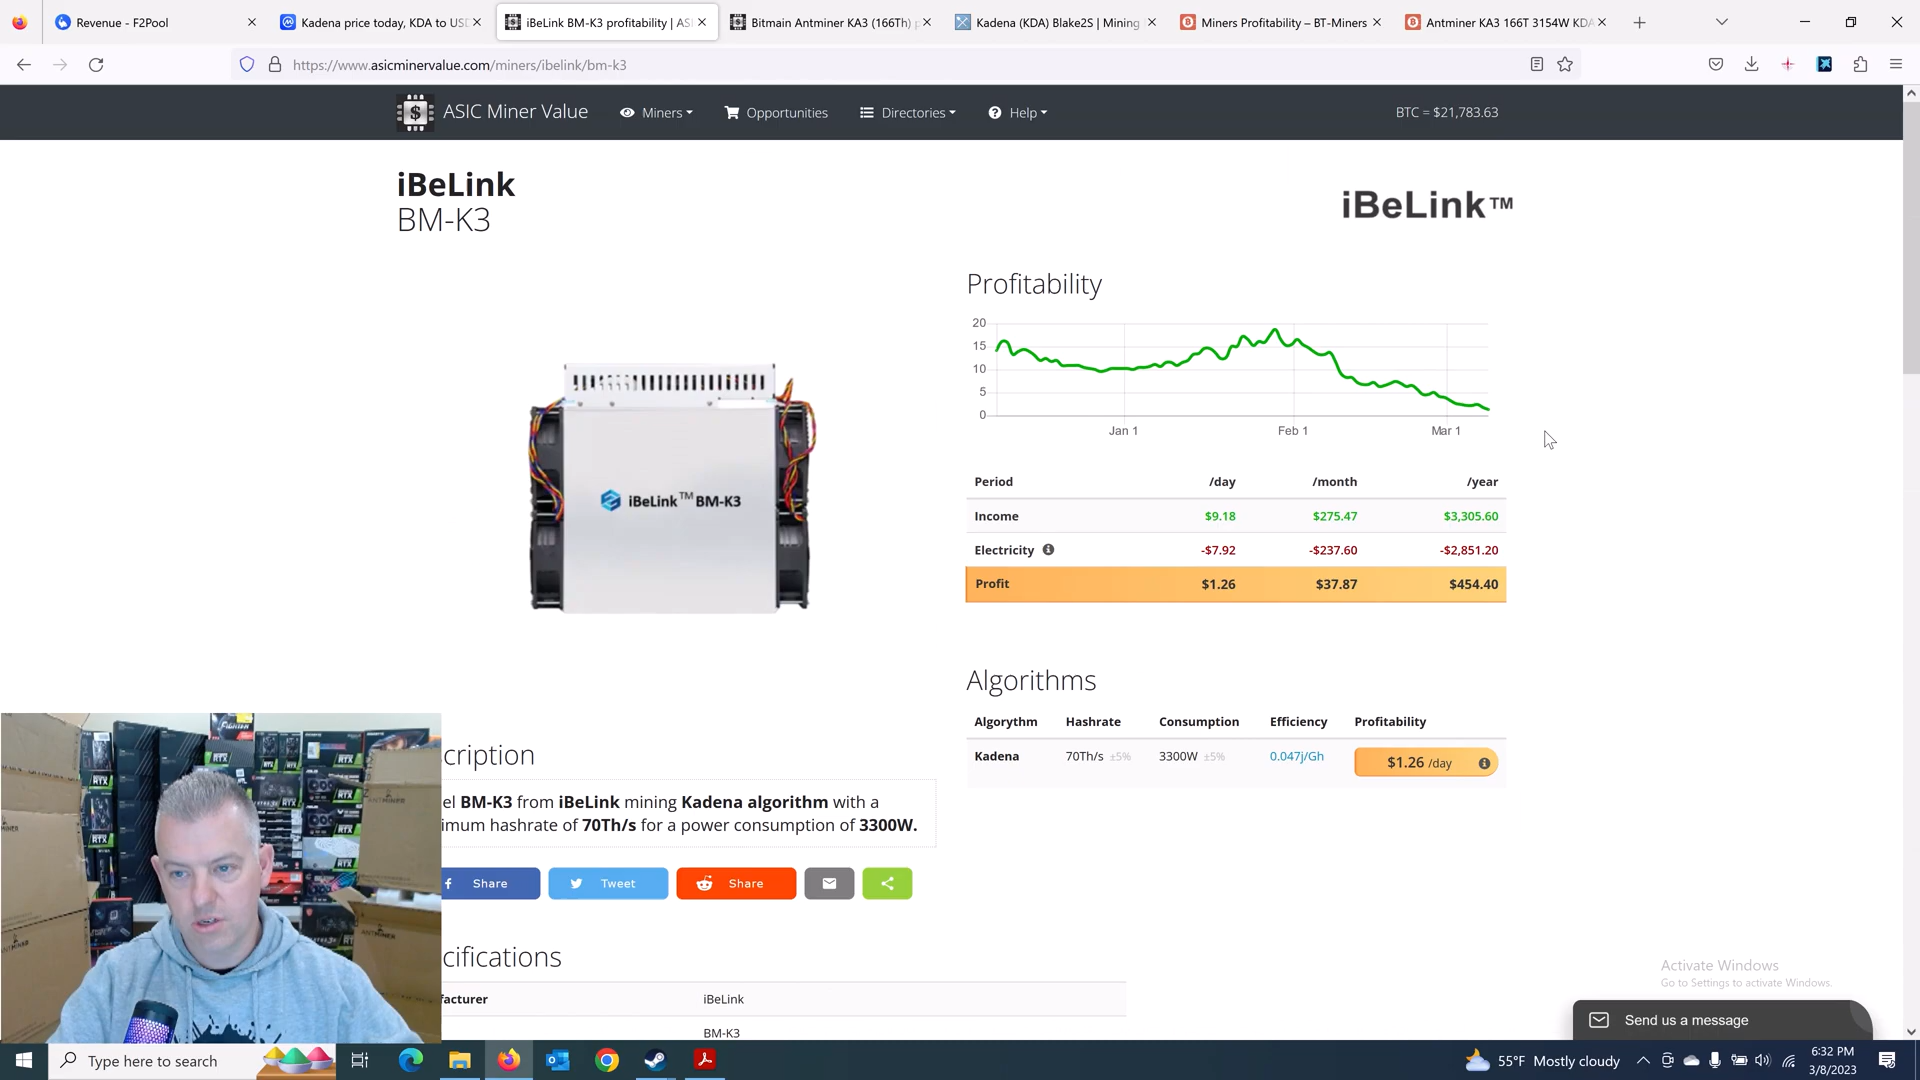 Revenue - F2Pool
Kadena price today, KDA to USD
iBeLink BM-K3 profitability | ASI
Bitmain Antminer KA3 (166Th) p
Kadena (KDA) Blake2S | Mining
Miners Profitability – BT-Miners
Antminer KA3 166T 3154W KDA
https://www.asicminervalue.com/miners/ibelink/bm-k3
ASIC Miner Value
Miners
Opportunities
Directories
Help
BTC = $21,783.63
iBeLink
BM-K3
iBeLink™
Profitability
20
15
10
5
0
Jan 1
Feb 1
Mar 1
iBeLink™ BM-K3
Period /day /month /year
Income $9.18 $275.47 $3,305.60
Electricity -$7.92 -$237.60 -$2,851.20
Profit $1.26 $37.87 $454.40
Algorithms
Algorythm Hashrate Consumption Efficiency Profitability
Kadena 70Th/s ±5% 3300W ±5% 0.047j/Gh $1.26 /day
cription
el BM-K3 from iBeLink mining Kadena algorithm with a
imum hashrate of 70Th/s for a power consumption of 3300W.
Share
Tweet
Share
cifications
facturer iBeLink
BM-K3
ANTMINER
RTX
Activate Windows
Go to Settings to activate Windows.
Send us a message
Type here to search
55°F Mostly cloudy
6:32 PM
3/8/2023